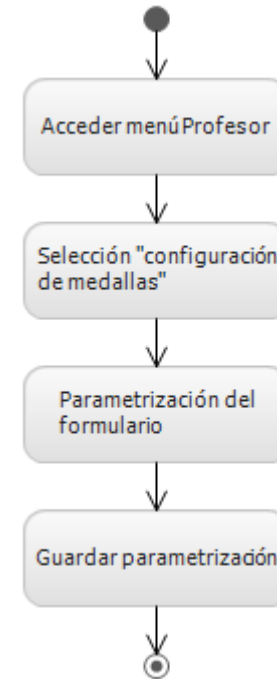 Acceder menú Profesor
Selección "configuración
de medallas"
Parametrización del
formulario
Guardar parametrización